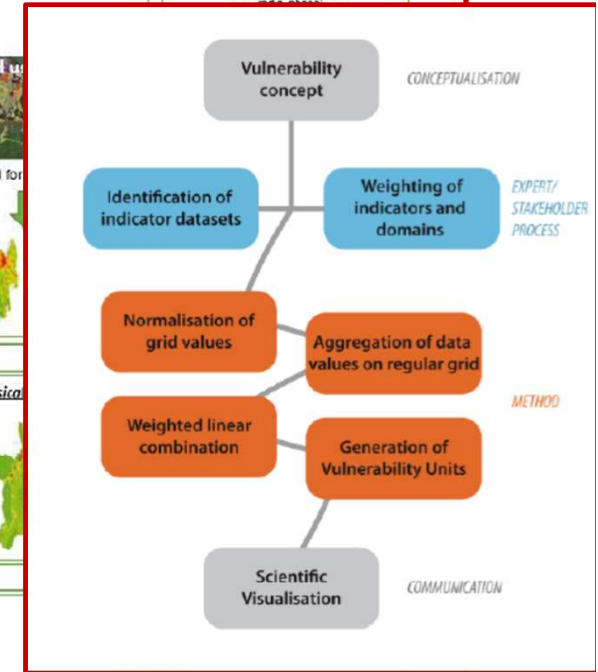 Vulnerability
concept
CONCEPTUALISATION
Identification of
indicator datasets
Weighting of
indicators and
domains
EXPERT/
STAKEHOLDER
PROCESS
Normalisation of
grid values
Aggregation of data
values on regular grid
METHOD
Weighted linear
combination
Generation of
Vulnerability Units
Scientific
Visualisation
COMMUNICATION